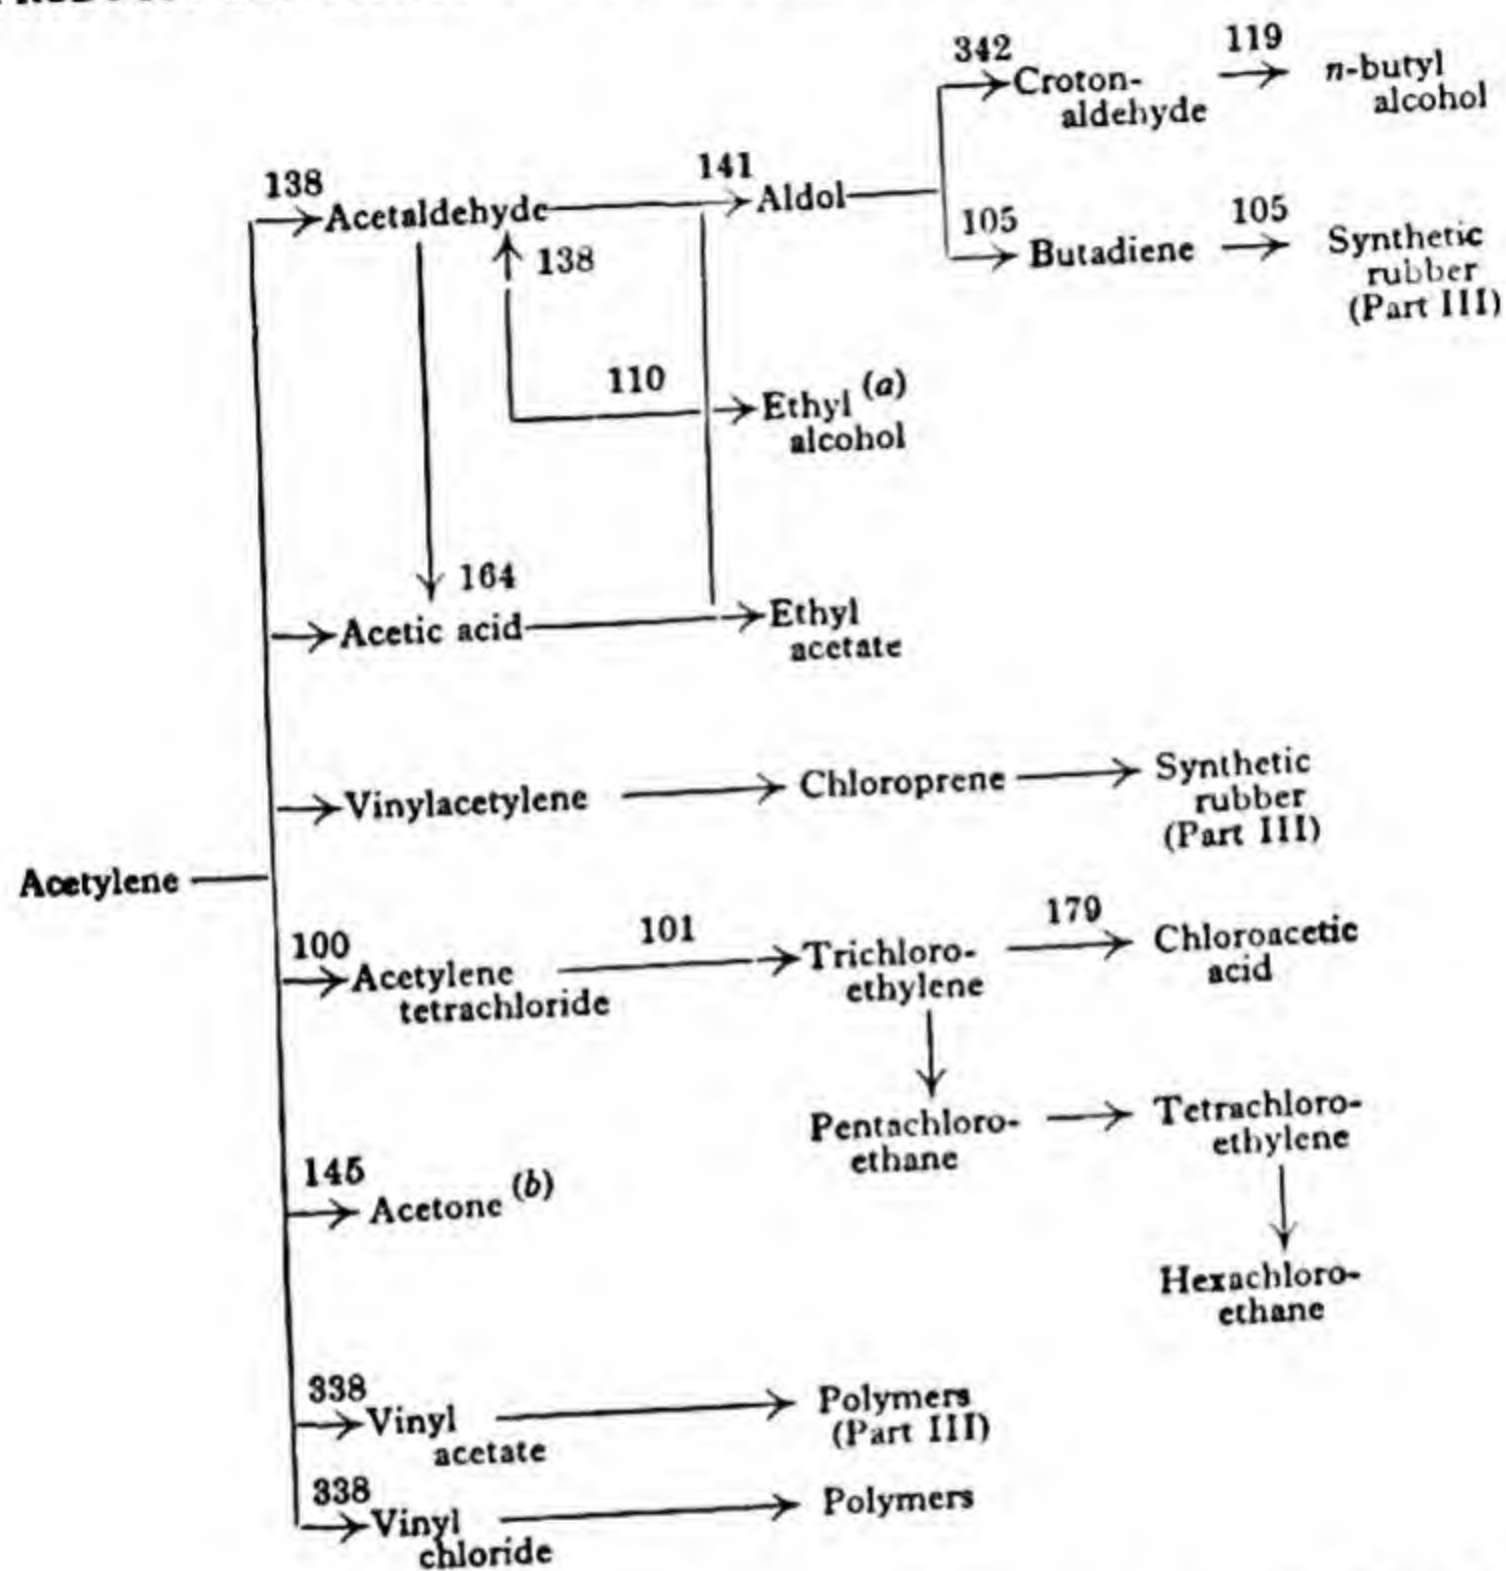 342
119
Croton-
aldehyde
n-butyl
alcohol
138
Acetaldehyde
141
Aldol
105
Butadiene
105
Synthetic
rubber
(Part III)
138
110
Ethyl (a)
alcohol
164
Acetic acid
Ethyl
acetate
Vinylacetylene
Chloroprene
Synthetic
rubber
(Part III)
Acetylene
100
Acetylene
tetrachloride
101
Trichloro-
ethylene
179
Chloroacetic
acid
Pentachloro-
ethane
Tetrachloro-
ethylene
Hexachloro-
ethane
145
Acetone (b)
338
Vinyl
acetate
Polymers
(Part III)
338
Vinyl
chloride
Polymers